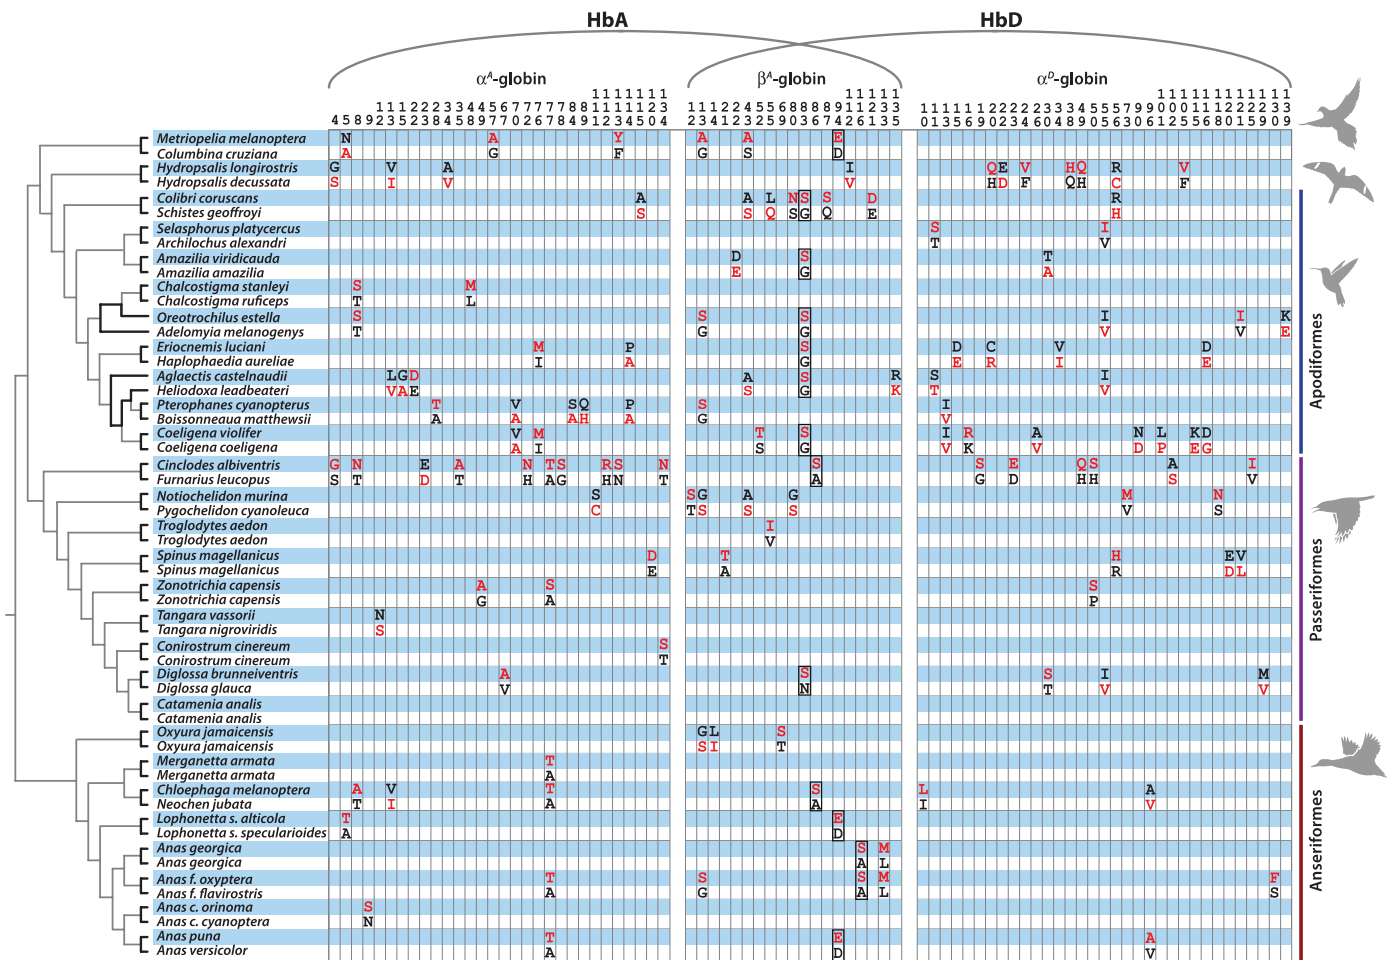 HbA HbD
αᴬ-globin βᴬ-globin αᴰ-globin
Metriopelia melanoptera N A Y A A E
Columbina cruziana A G F G S D
Hydropsalis longirostris G V A I Q E V H Q R V
Hydropsalis decussata S I V V H D F Q H C F
Colibri coruscans A A L N S S D R
Schistes geoffroyi S S Q S G Q E H
Selasphorus platycercus S I
Archilochus alexandri T V
Amazilia viridicauda D S T
Amazilia amazilia E G A
Chalcostigma stanleyi S M
Chalcostigma ruficeps T L
Oreotrochilus estella S S S I I K
Adelomyia melanogenys T G G V V E
Eriocnemis luciani M P S D C V D
Haplophaedia aureliae I A G E R I E
Aglaectis castelnaudii L G D A S R S I
Heliodoxa leadbeateri V A E S G K T V
Pterophanes cyanopterus T V S Q P S I
Boissonneaua matthewsii A A A H A G V
Coeligena violifer V M T S I R A N L K D
Coeligena coeligena A I S G V K V D P E G
Cinclodes albiventris G N E A N T S R S N S S E Q S A I
Furnarius leucopus S T D T H A G H N T A G D H H S V
Notiochelidon murina S S G A G M N
Pygochelidon cyanoleuca C T S S S V S
Troglodytes aedon I
Troglodytes aedon V
Spinus magellanicus D T H E V
Spinus magellanicus E A R D L
Zonotrichia capensis A S S
Zonotrichia capensis G A P
Tangara vassorii N
Tangara nigroviridis S
Conirostrum cinereum S
Conirostrum cinereum T
Diglossa brunneiventris A S S I M
Diglossa glauca V N T V V
Catamenia analis
Catamenia analis
Oxyura jamaicensis G L S
Oxyura jamaicensis S I T
Merganetta armata T
Merganetta armata A
Chloephaga melanoptera A V T S L A
Neochen jubata T I A A I V
Lophonetta s. alticola T E
Lophonetta s. specularioides A D
Anas georgica S M
Anas georgica A L
Anas f. oxyptera T S S M F
Anas f. flavirostris A G A L S
Anas c. orinoma S
Anas c. cyanoptera N
Anas puna T E A
Anas versicolor A D V
Apodiformes
Passeriformes
Anseriformes